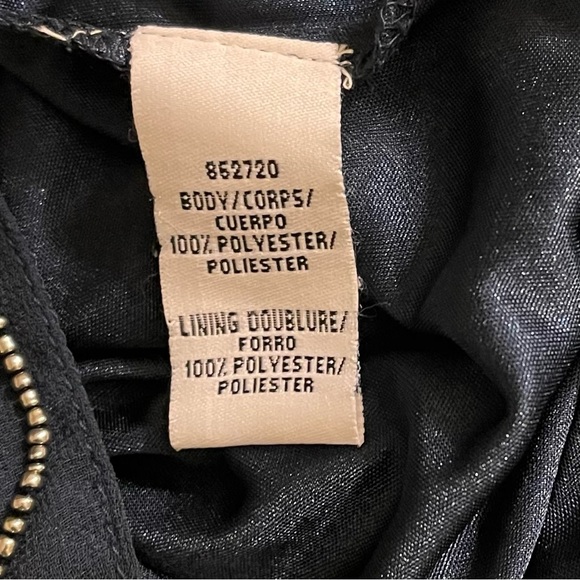 862720
BODY/CORPS/
CUERPO
100% POLYESTER/
POLIESTER
LINING DOUBLURE/
FORRO
100% POLYESTER/
POLIESTER